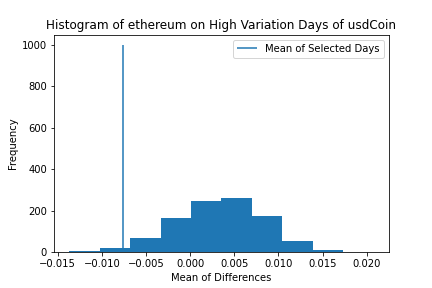 Histogram of ethereum on High Variation Days of usdCoin
Mean of Selected Days
1000
800
600
400
200
0
Frequency
-0.015 -0.010 -0.005 0.000 0.005 0.010 0.015 0.020
Mean of Differences